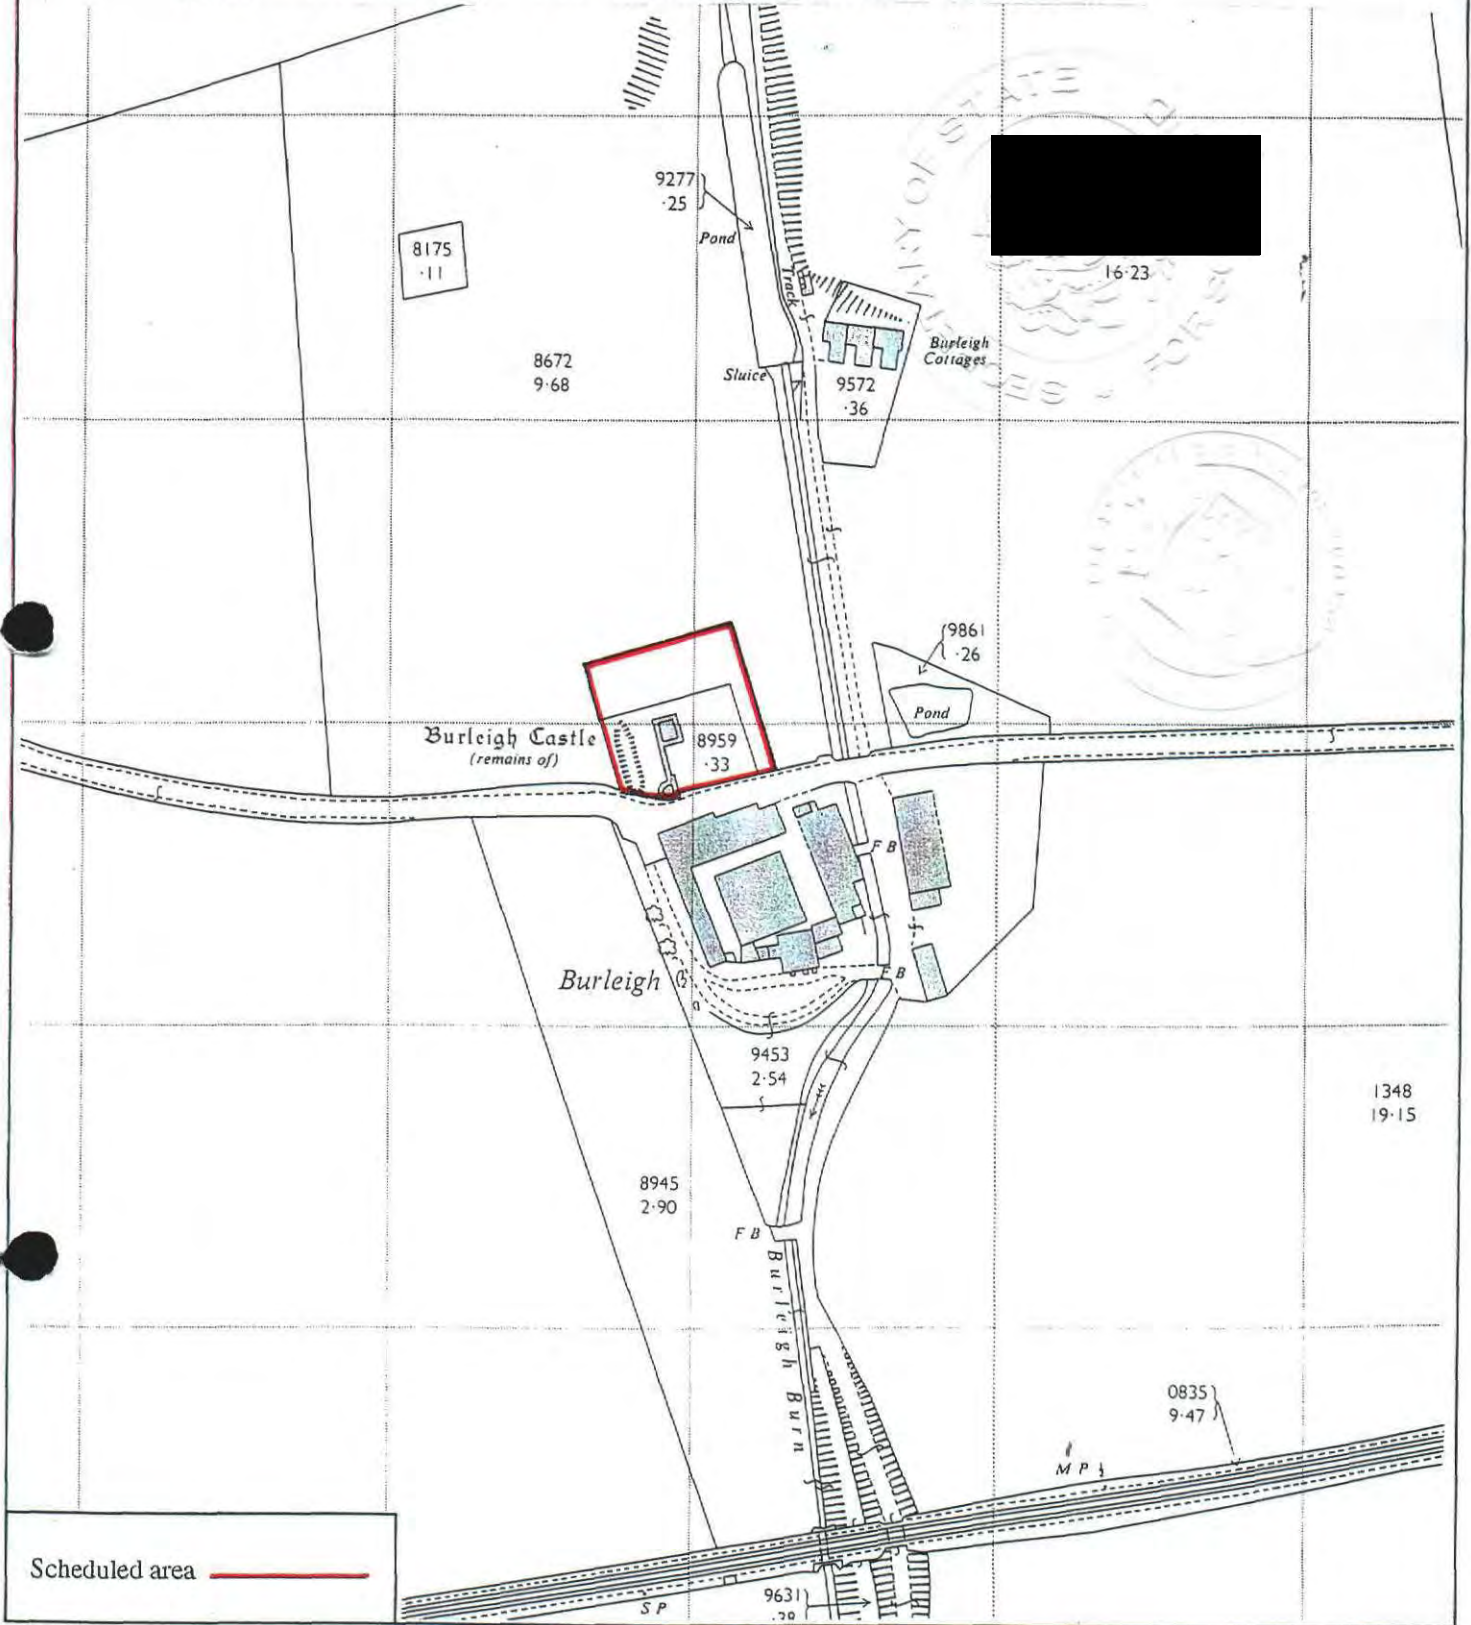 9277
·25
Pond
8175
·11
Track
16·23
Burleigh
Cottages
8672
9·68
Sluice
9572
·36
9861
·26
Pond
Burleigh Castle
(remains of)
8959
·33
F B
Burleigh
F B
9453
2·54
1348
19·15
8945
2·90
F B
Burleigh Burn
0835
9·47
M P
Scheduled area
S P
9631
·38